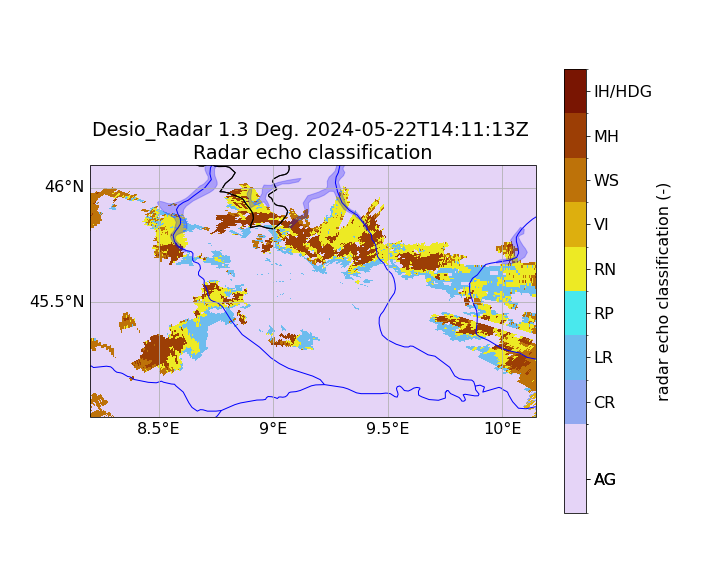 Desio_Radar 1.3 Deg. 2024-05-22T14:11:13Z
Radar echo classification
46°N
45.5°N
8.5°E
9°E
9.5°E
10°E
IH/HDG
MH
WS
VI
RN
RP
LR
CR
AG
radar echo classification (-)